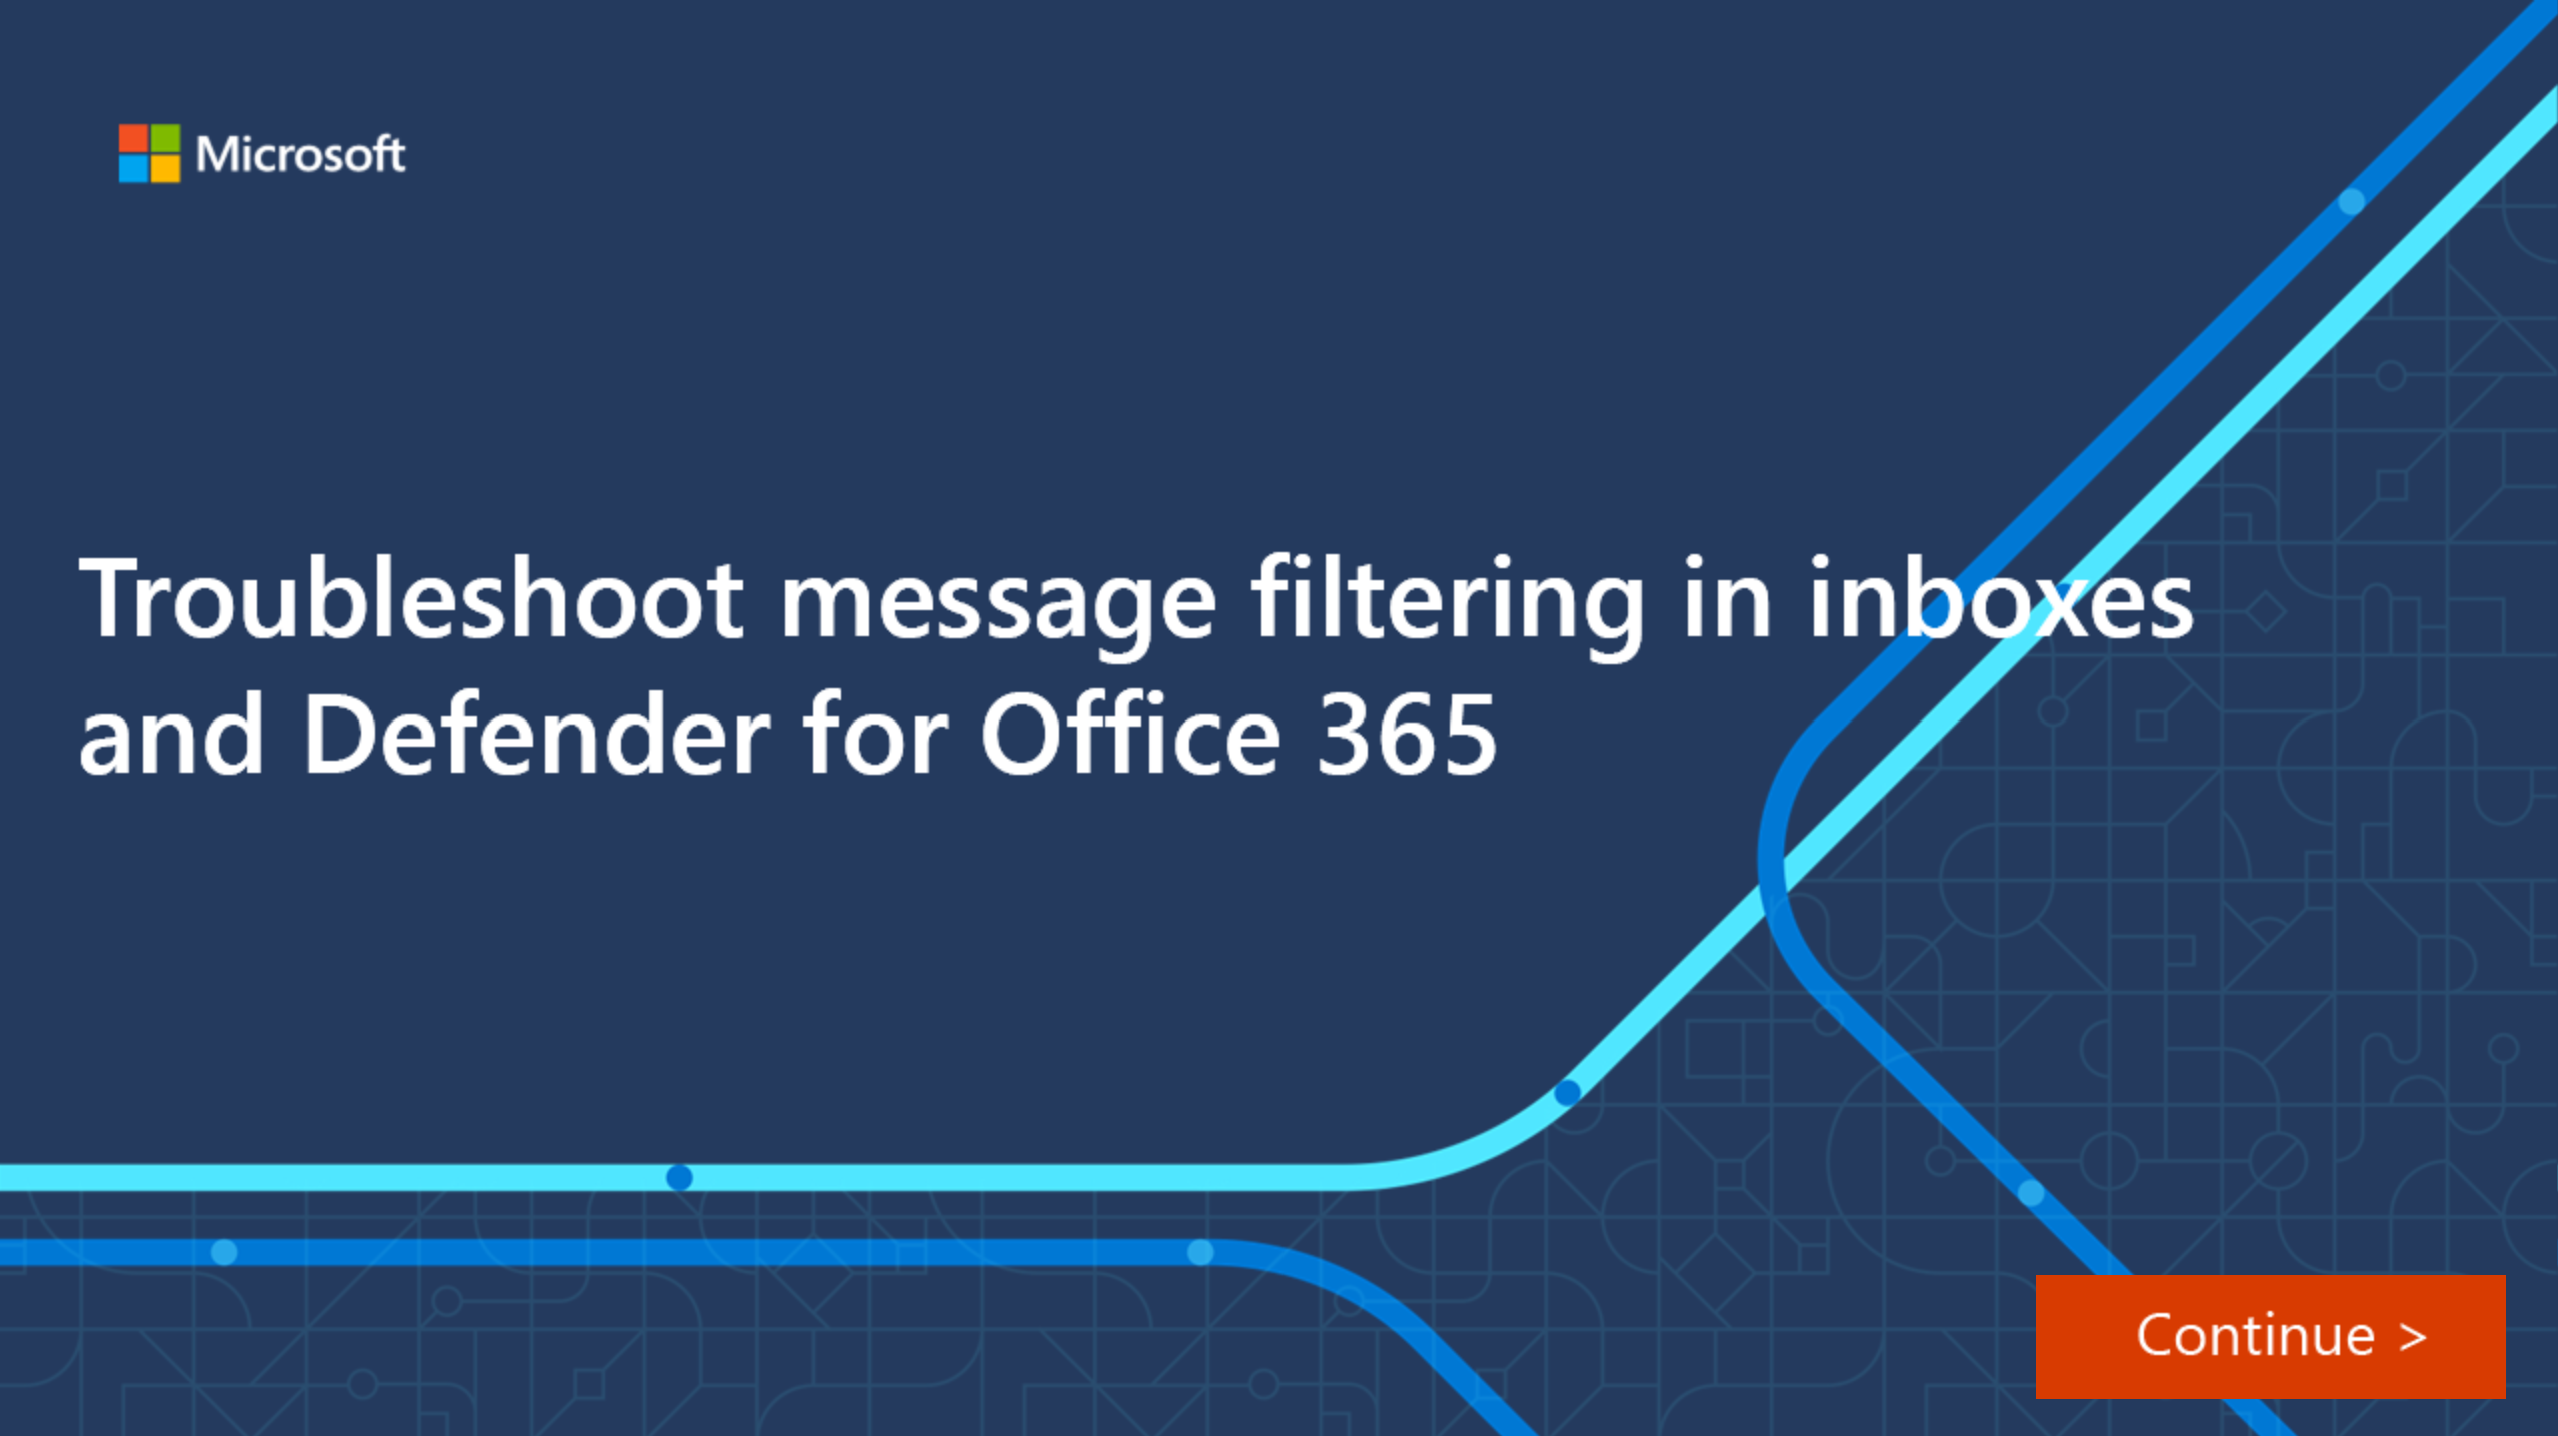 Microsoft
Troubleshoot message filtering in inboxes
and Defender for Office 365
Continue >